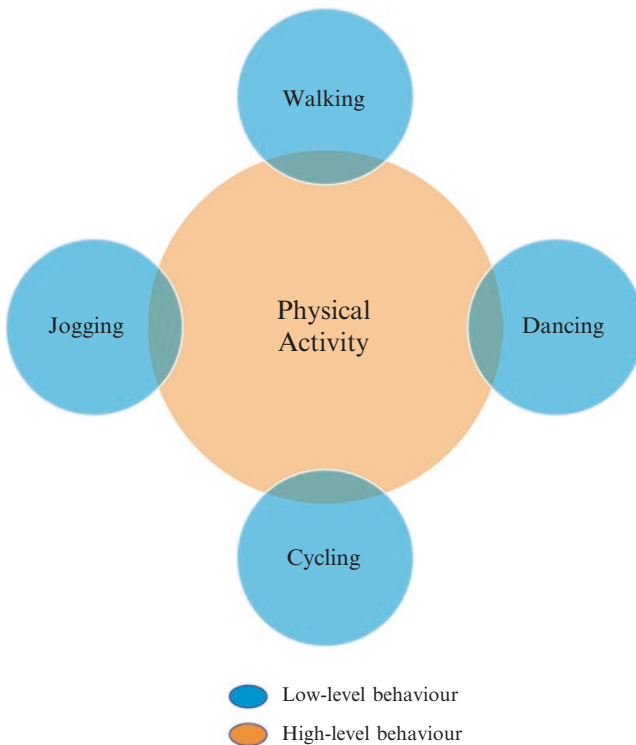 Walking
Jogging
Physical
Activity
Dancing
Cycling
Low-level behaviour
High-level behaviour